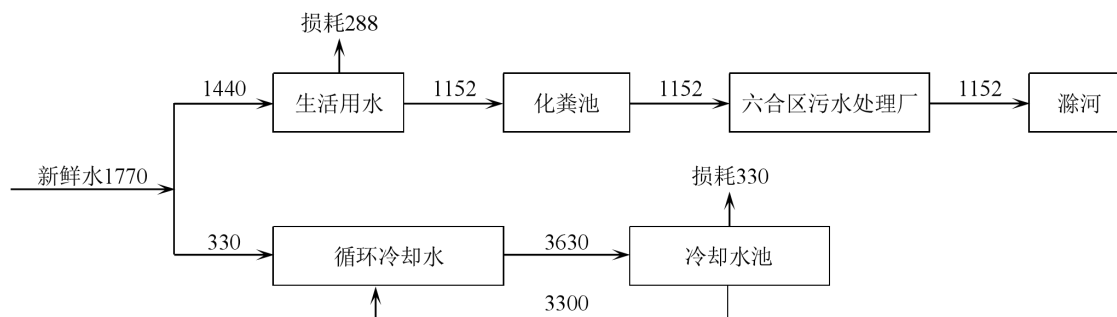 损耗288
1440
生活用水
1152
化粪池
1152
六合区污水处理厂
1152
滁河
新鲜水1770
损耗330
330
循环冷却水
3630
冷却水池
3300